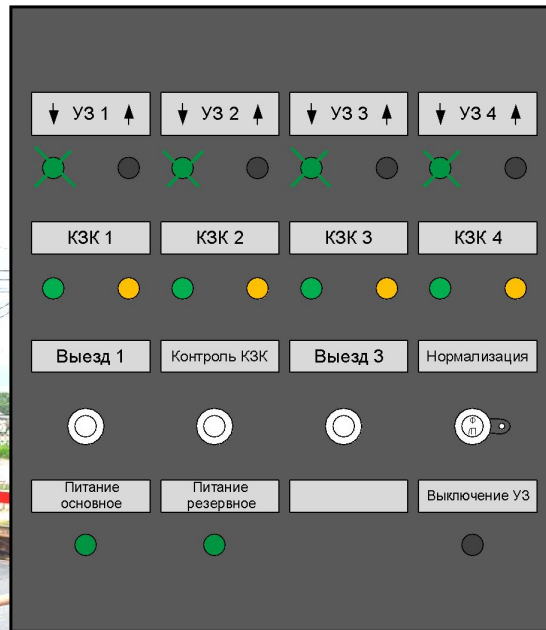 УЗ 1
УЗ 2
УЗ 3
УЗ 4
КЗК 1
КЗК 2
КЗК 3
КЗК 4
Выезд 1
Контроль КЗК
Выезд 3
Нормализация
Ф
/П
Питание
основное
Питание
резервное
Выключение УЗ